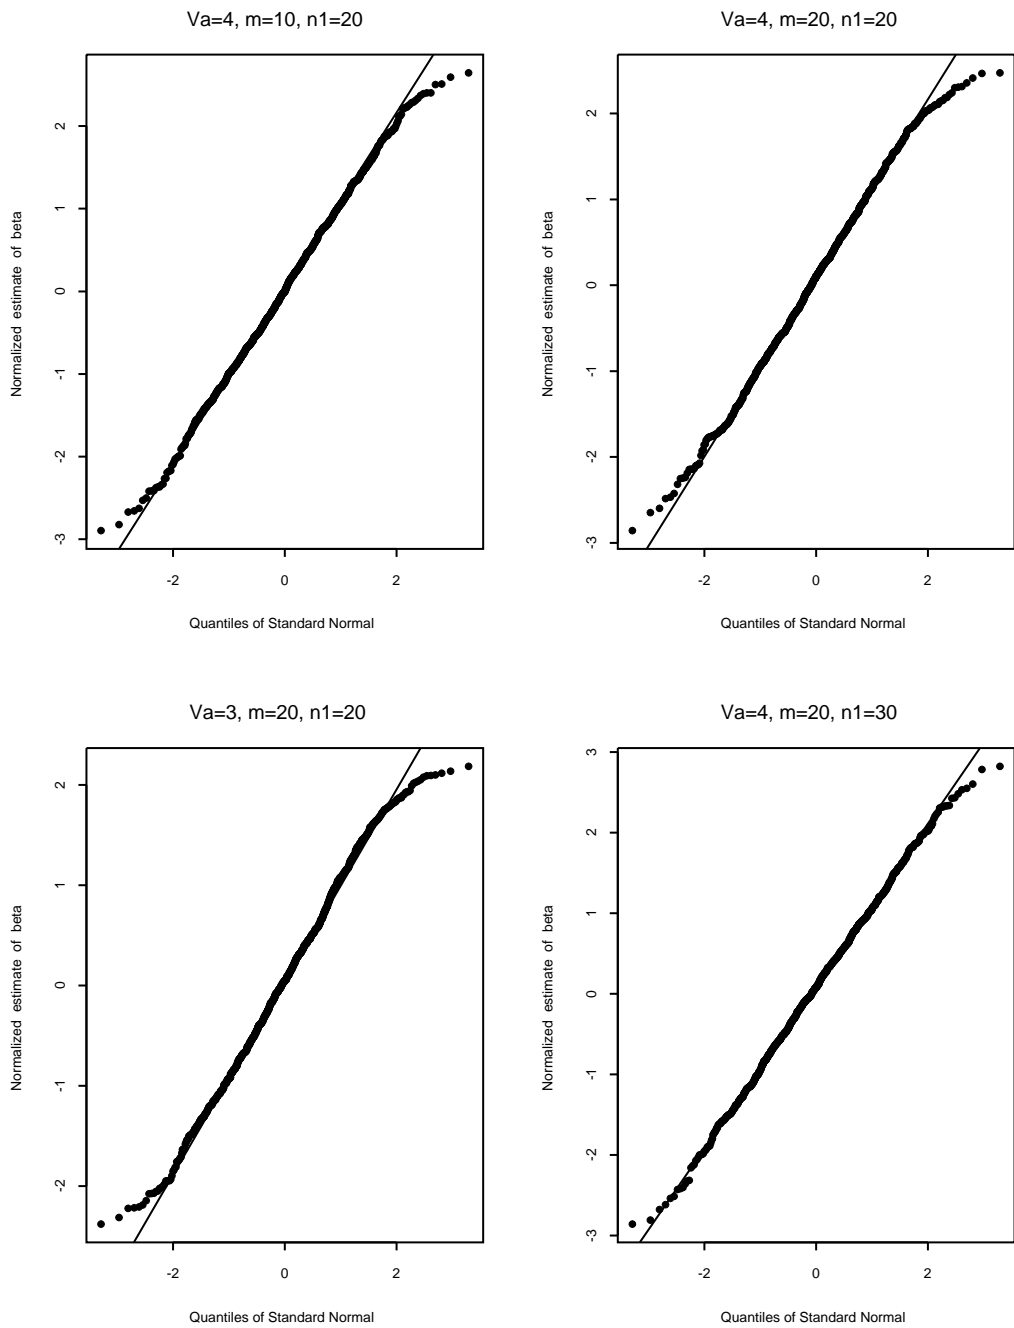 Va=4, m=10, n1=20
Normalized estimate of beta
2
1
0
-1
-2
-3
-2 0 2
Quantiles of Standard Normal
Va=4, m=20, n1=20
Normalized estimate of beta
2
1
0
-1
-2
-3
-2 0 2
Quantiles of Standard Normal
Va=3, m=20, n1=20
Normalized estimate of beta
2
1
0
-1
-2
-2 0 2
Quantiles of Standard Normal
Va=4, m=20, n1=30
Normalized estimate of beta
3
2
1
0
-1
-2
-3
-2 0 2
Quantiles of Standard Normal